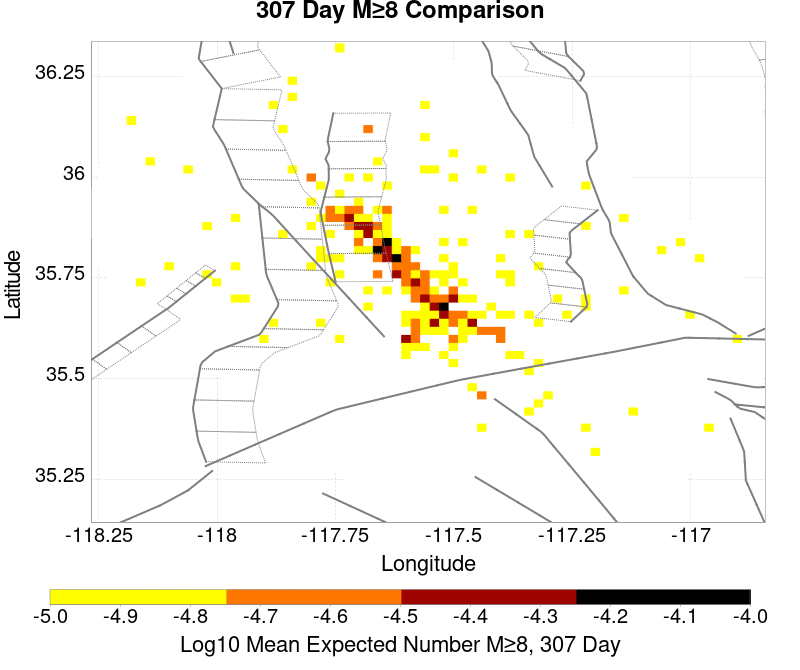 307 Day M≥8 Comparison
36.25
36
35.75
35.5
35.25
Latitude
-118.25 -118 -117.75 -117.5 -117.25 -117
Longitude
-5.0 -4.9 -4.8 -4.7 -4.6 -4.5 -4.4 -4.3 -4.2 -4.1 -4.0
Log10 Mean Expected Number M≥8, 307 Day